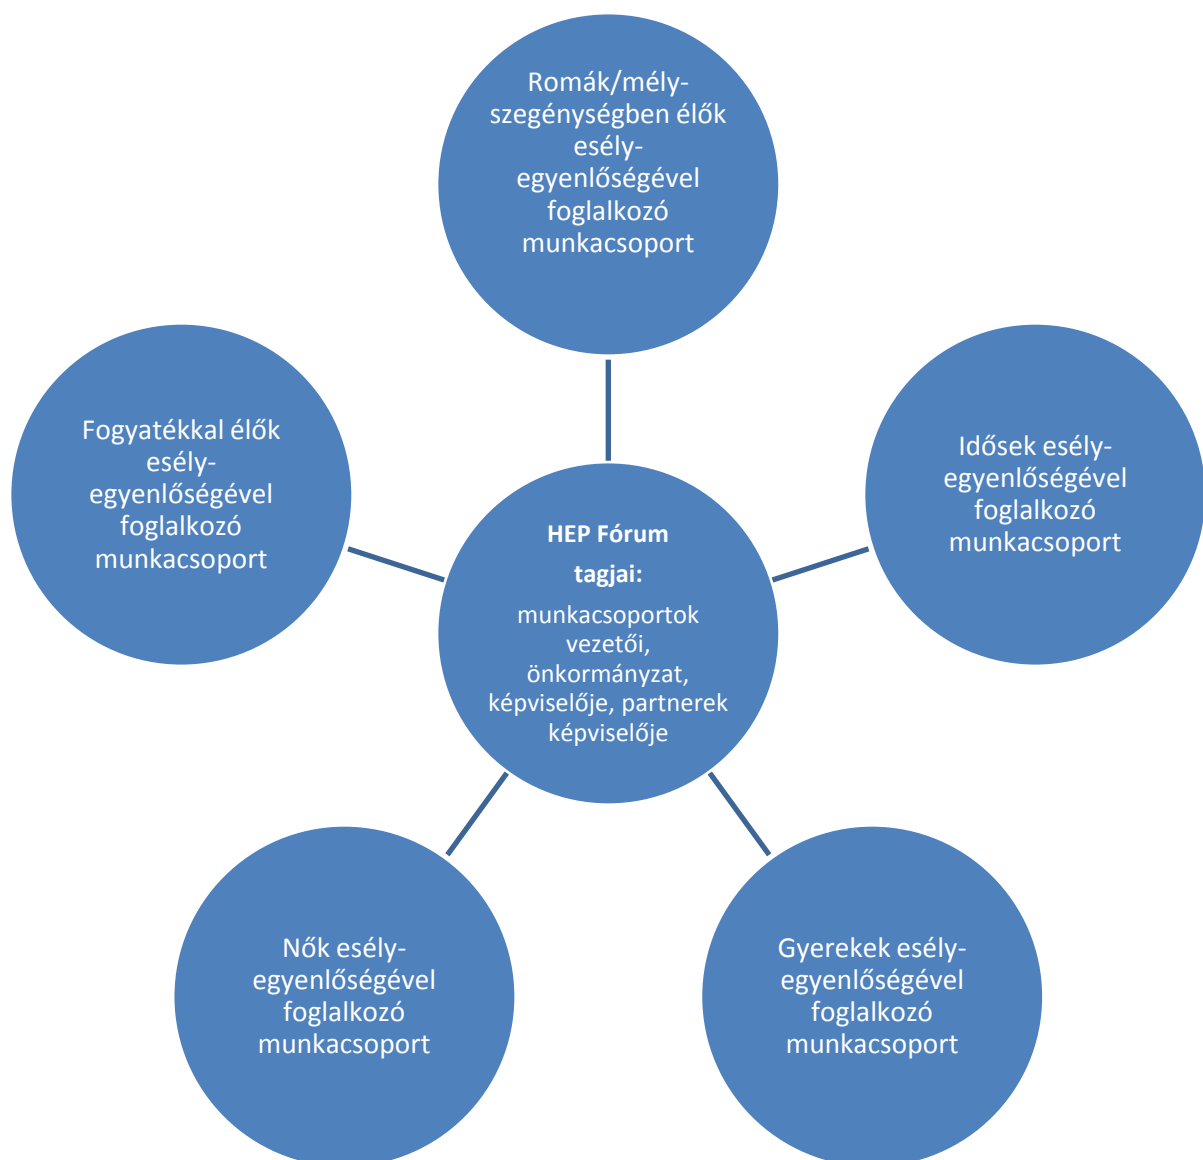 Romák/mély-
szegénységben élők
esély-
egyenlőségével
foglalkozó
munkacsoport
Fogyatékkal élők
esély-
egyenlőségével
foglalkozó
munkacsoport
Idősek esély-
egyenlőségével
foglalkozó
munkacsoport
HEP Fórum
tagjai:
munkacsoportok
vezetői,
önkormányzat,
képviselője, partnerek
képviselője
Nők esély-
egyenlőségével
foglalkozó
munkacsoport
Gyerekek esély-
egyenlőségével
foglalkozó
munkacsoport